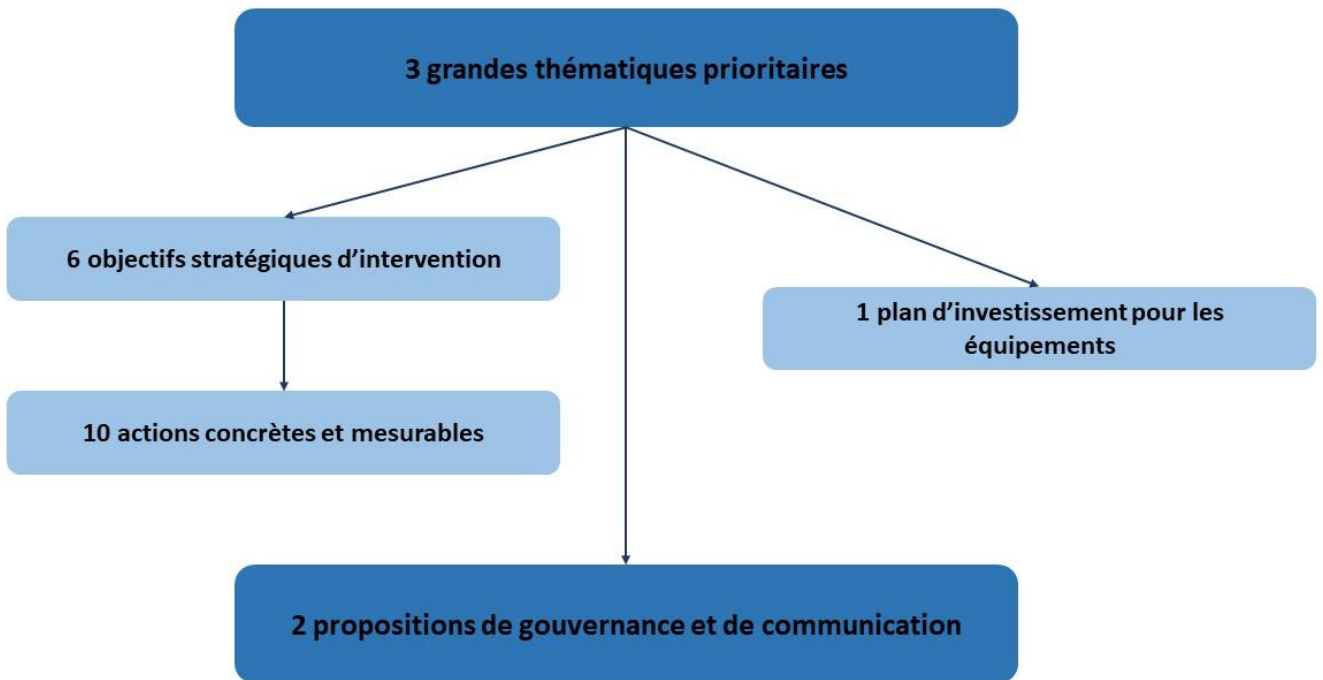 3 grandes thématiques prioritaires
6 objectifs stratégiques d’intervention
1 plan d’investissement pour les
équipements
10 actions concrètes et mesurables
2 propositions de gouvernance et de communication